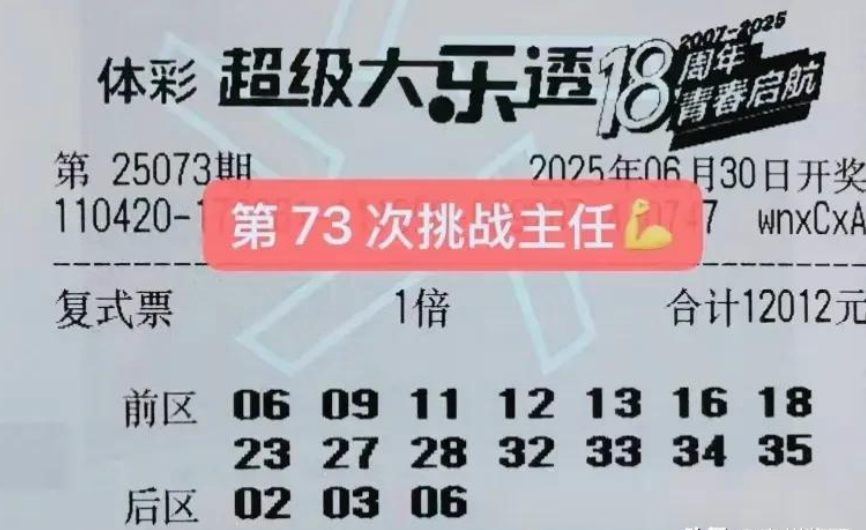 体彩 超级大乐透 18周年 2007-2025 青春启航
第 25073期 2025年06月30日开奖
110420-1 7 wnxCxA
第 73 次挑战主任💪
复式票 1倍 合计12012元
前区 06 09 11 12 13 16 18
23 27 28 32 33 34 35
后区 02 03 06